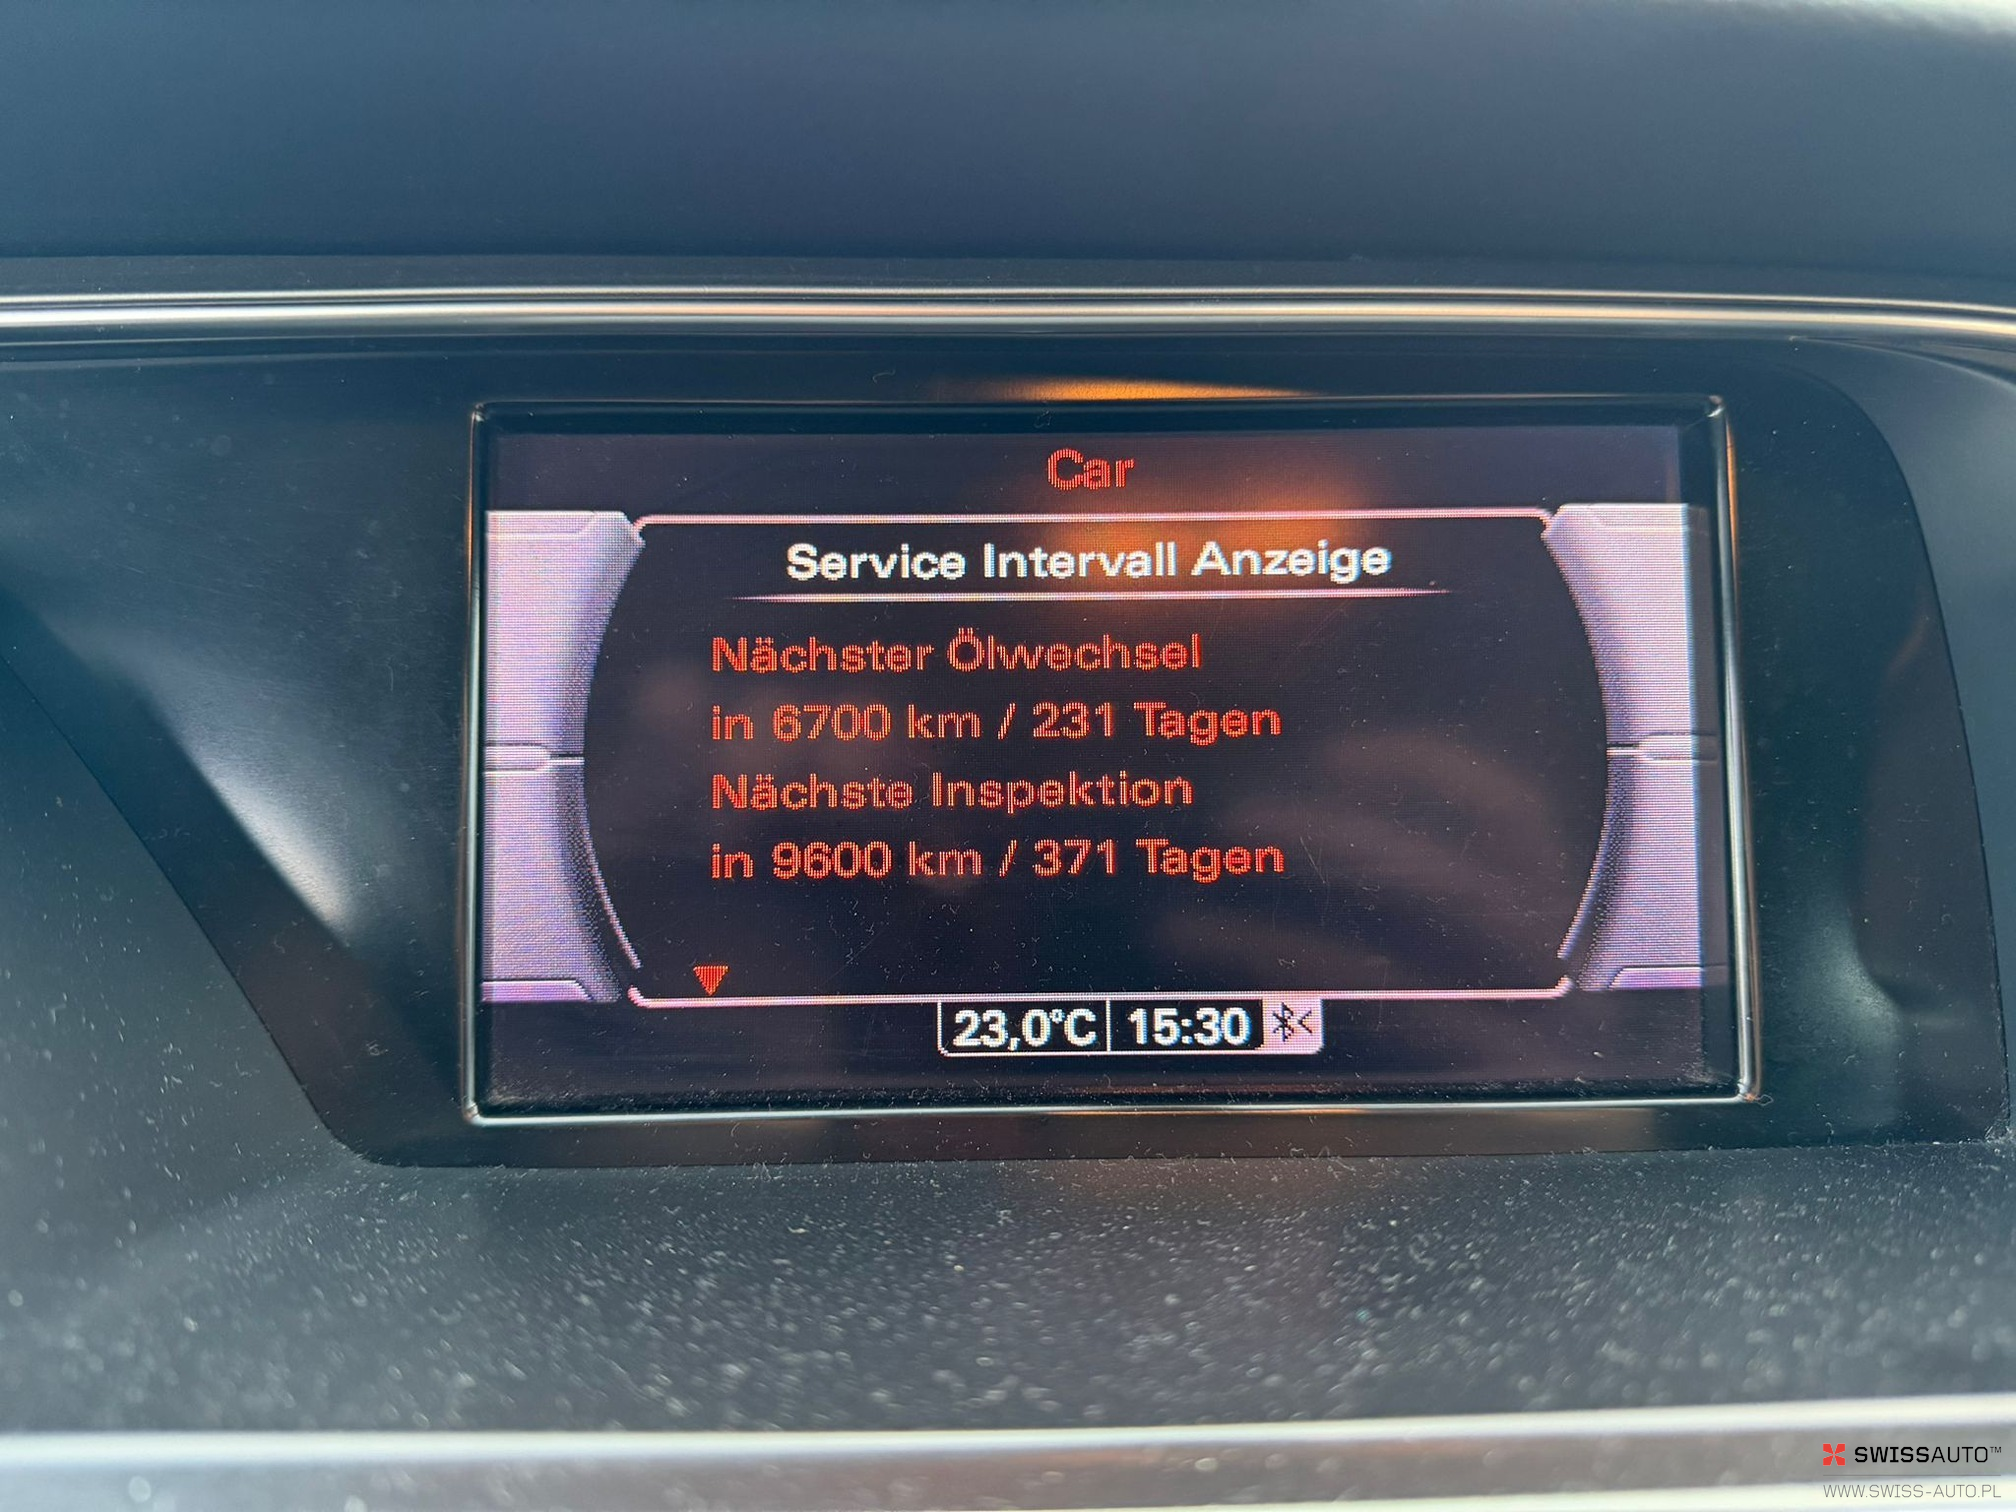 Car
Service Intervall Anzeige
Nächster Ölwechsel
in 6700 km / 231 Tagen
Nächste Inspektion
in 9600 km / 371 Tagen
23,0°C 15:30
SWISSAUTO™
WWW.SWISS-AUTO.PL